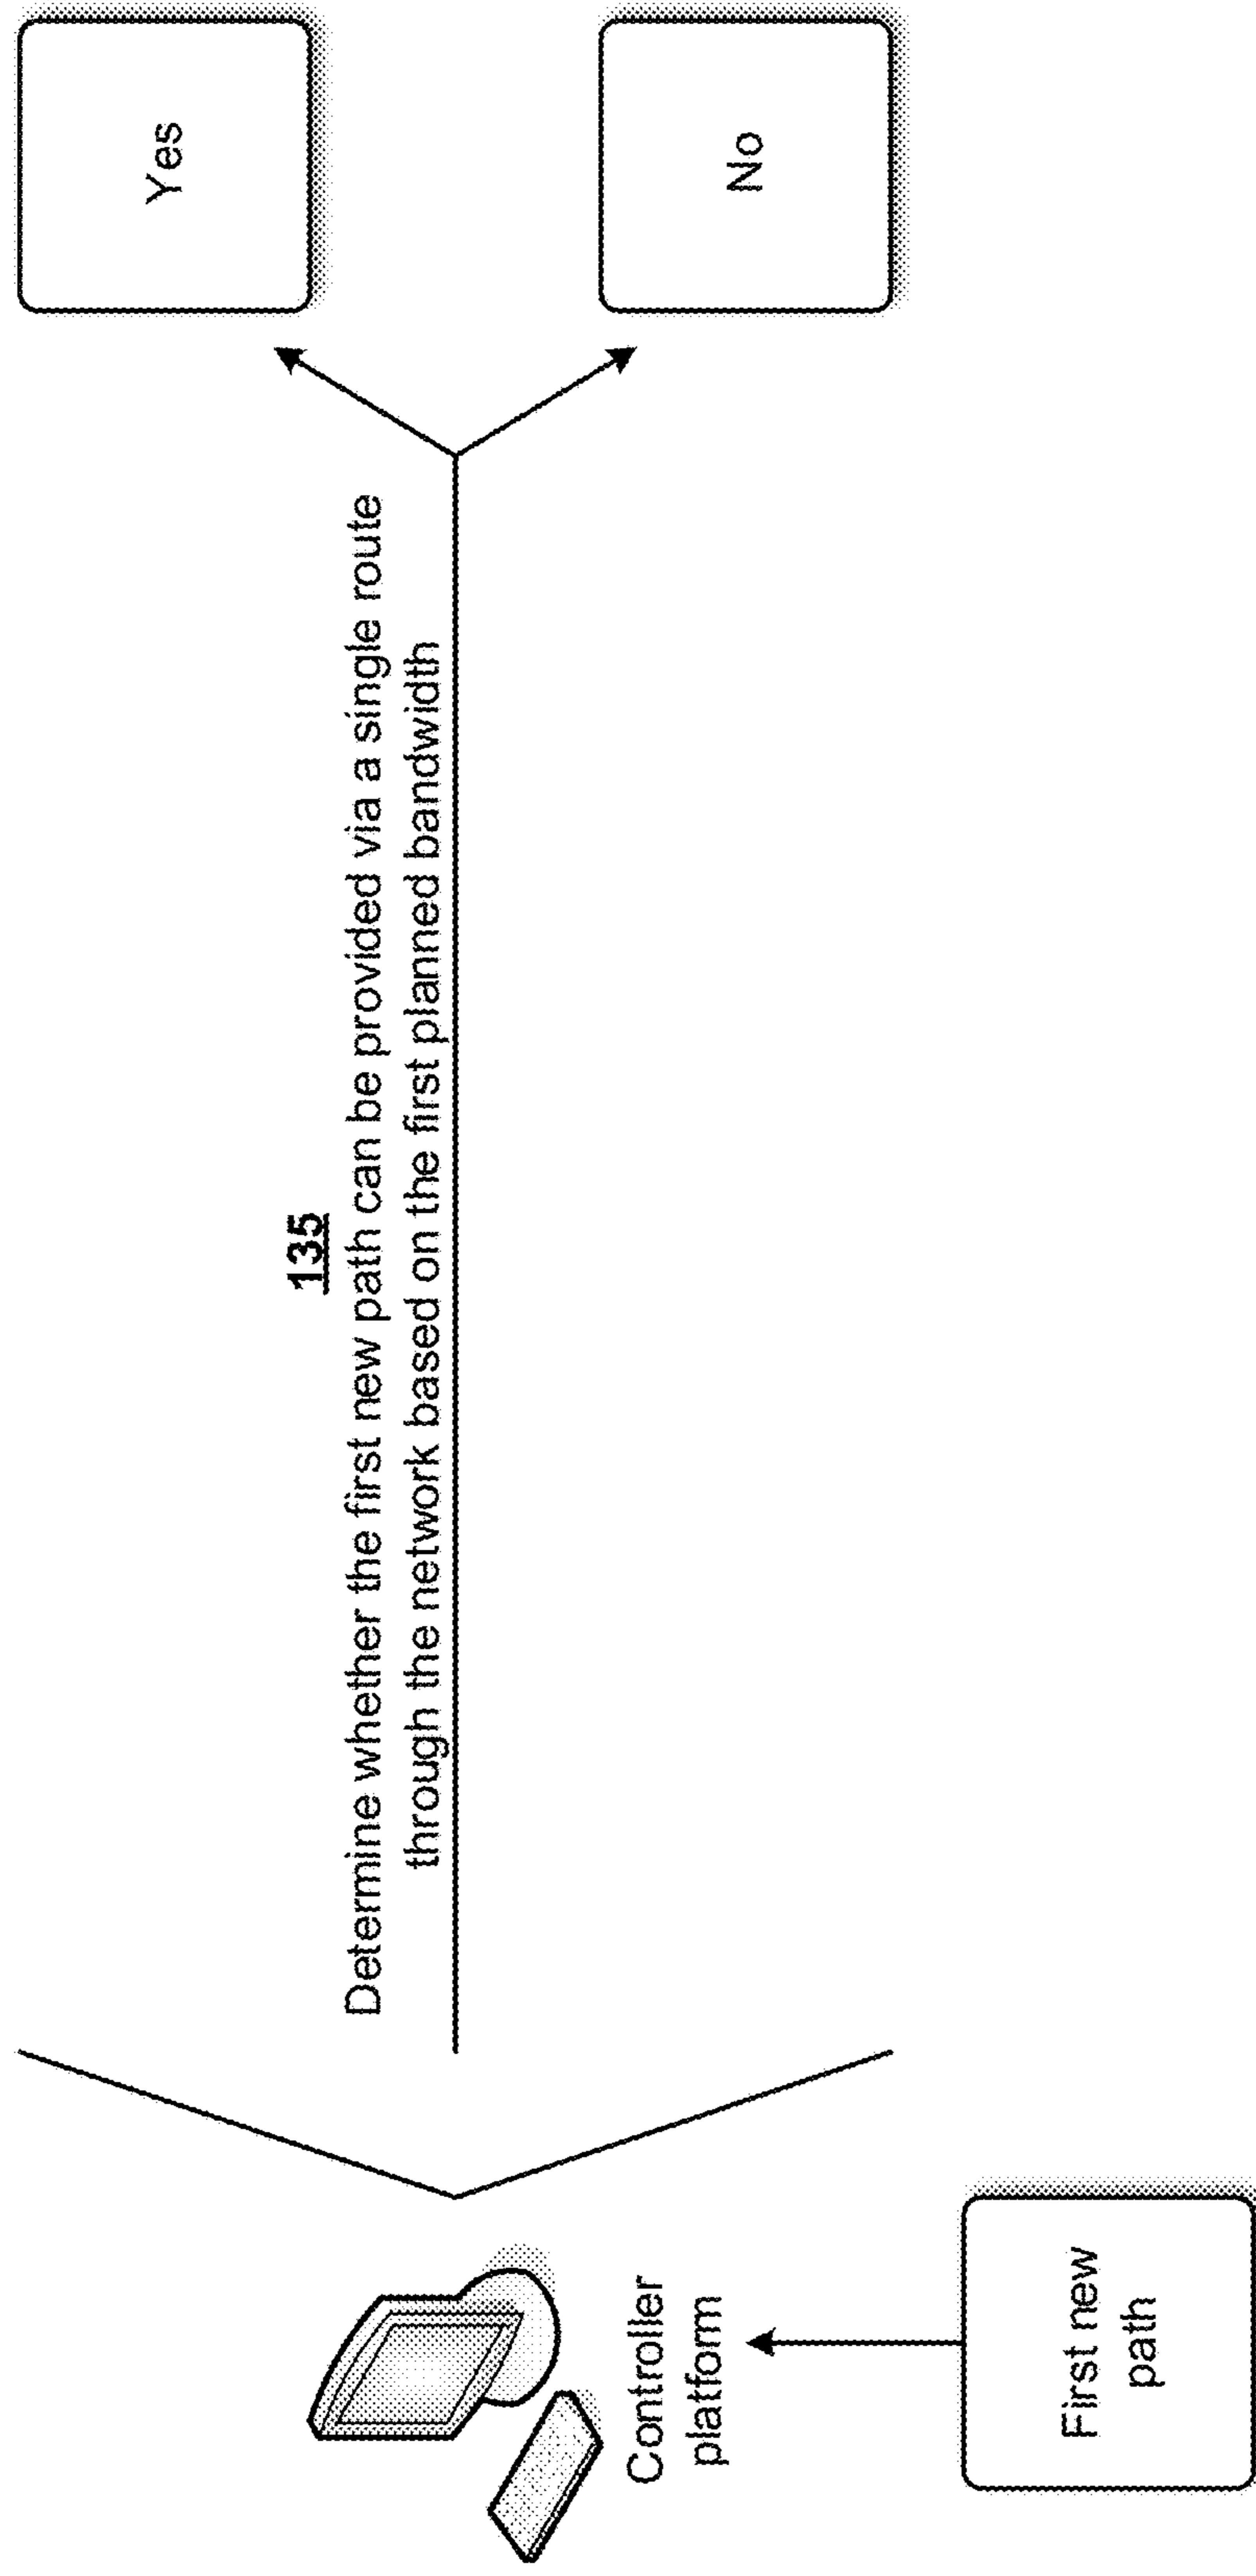 135
Determine whether the first new path can be provided via a single route
through the network based on the first planned bandwidth
Yes
No
Controller
platform
First new
path